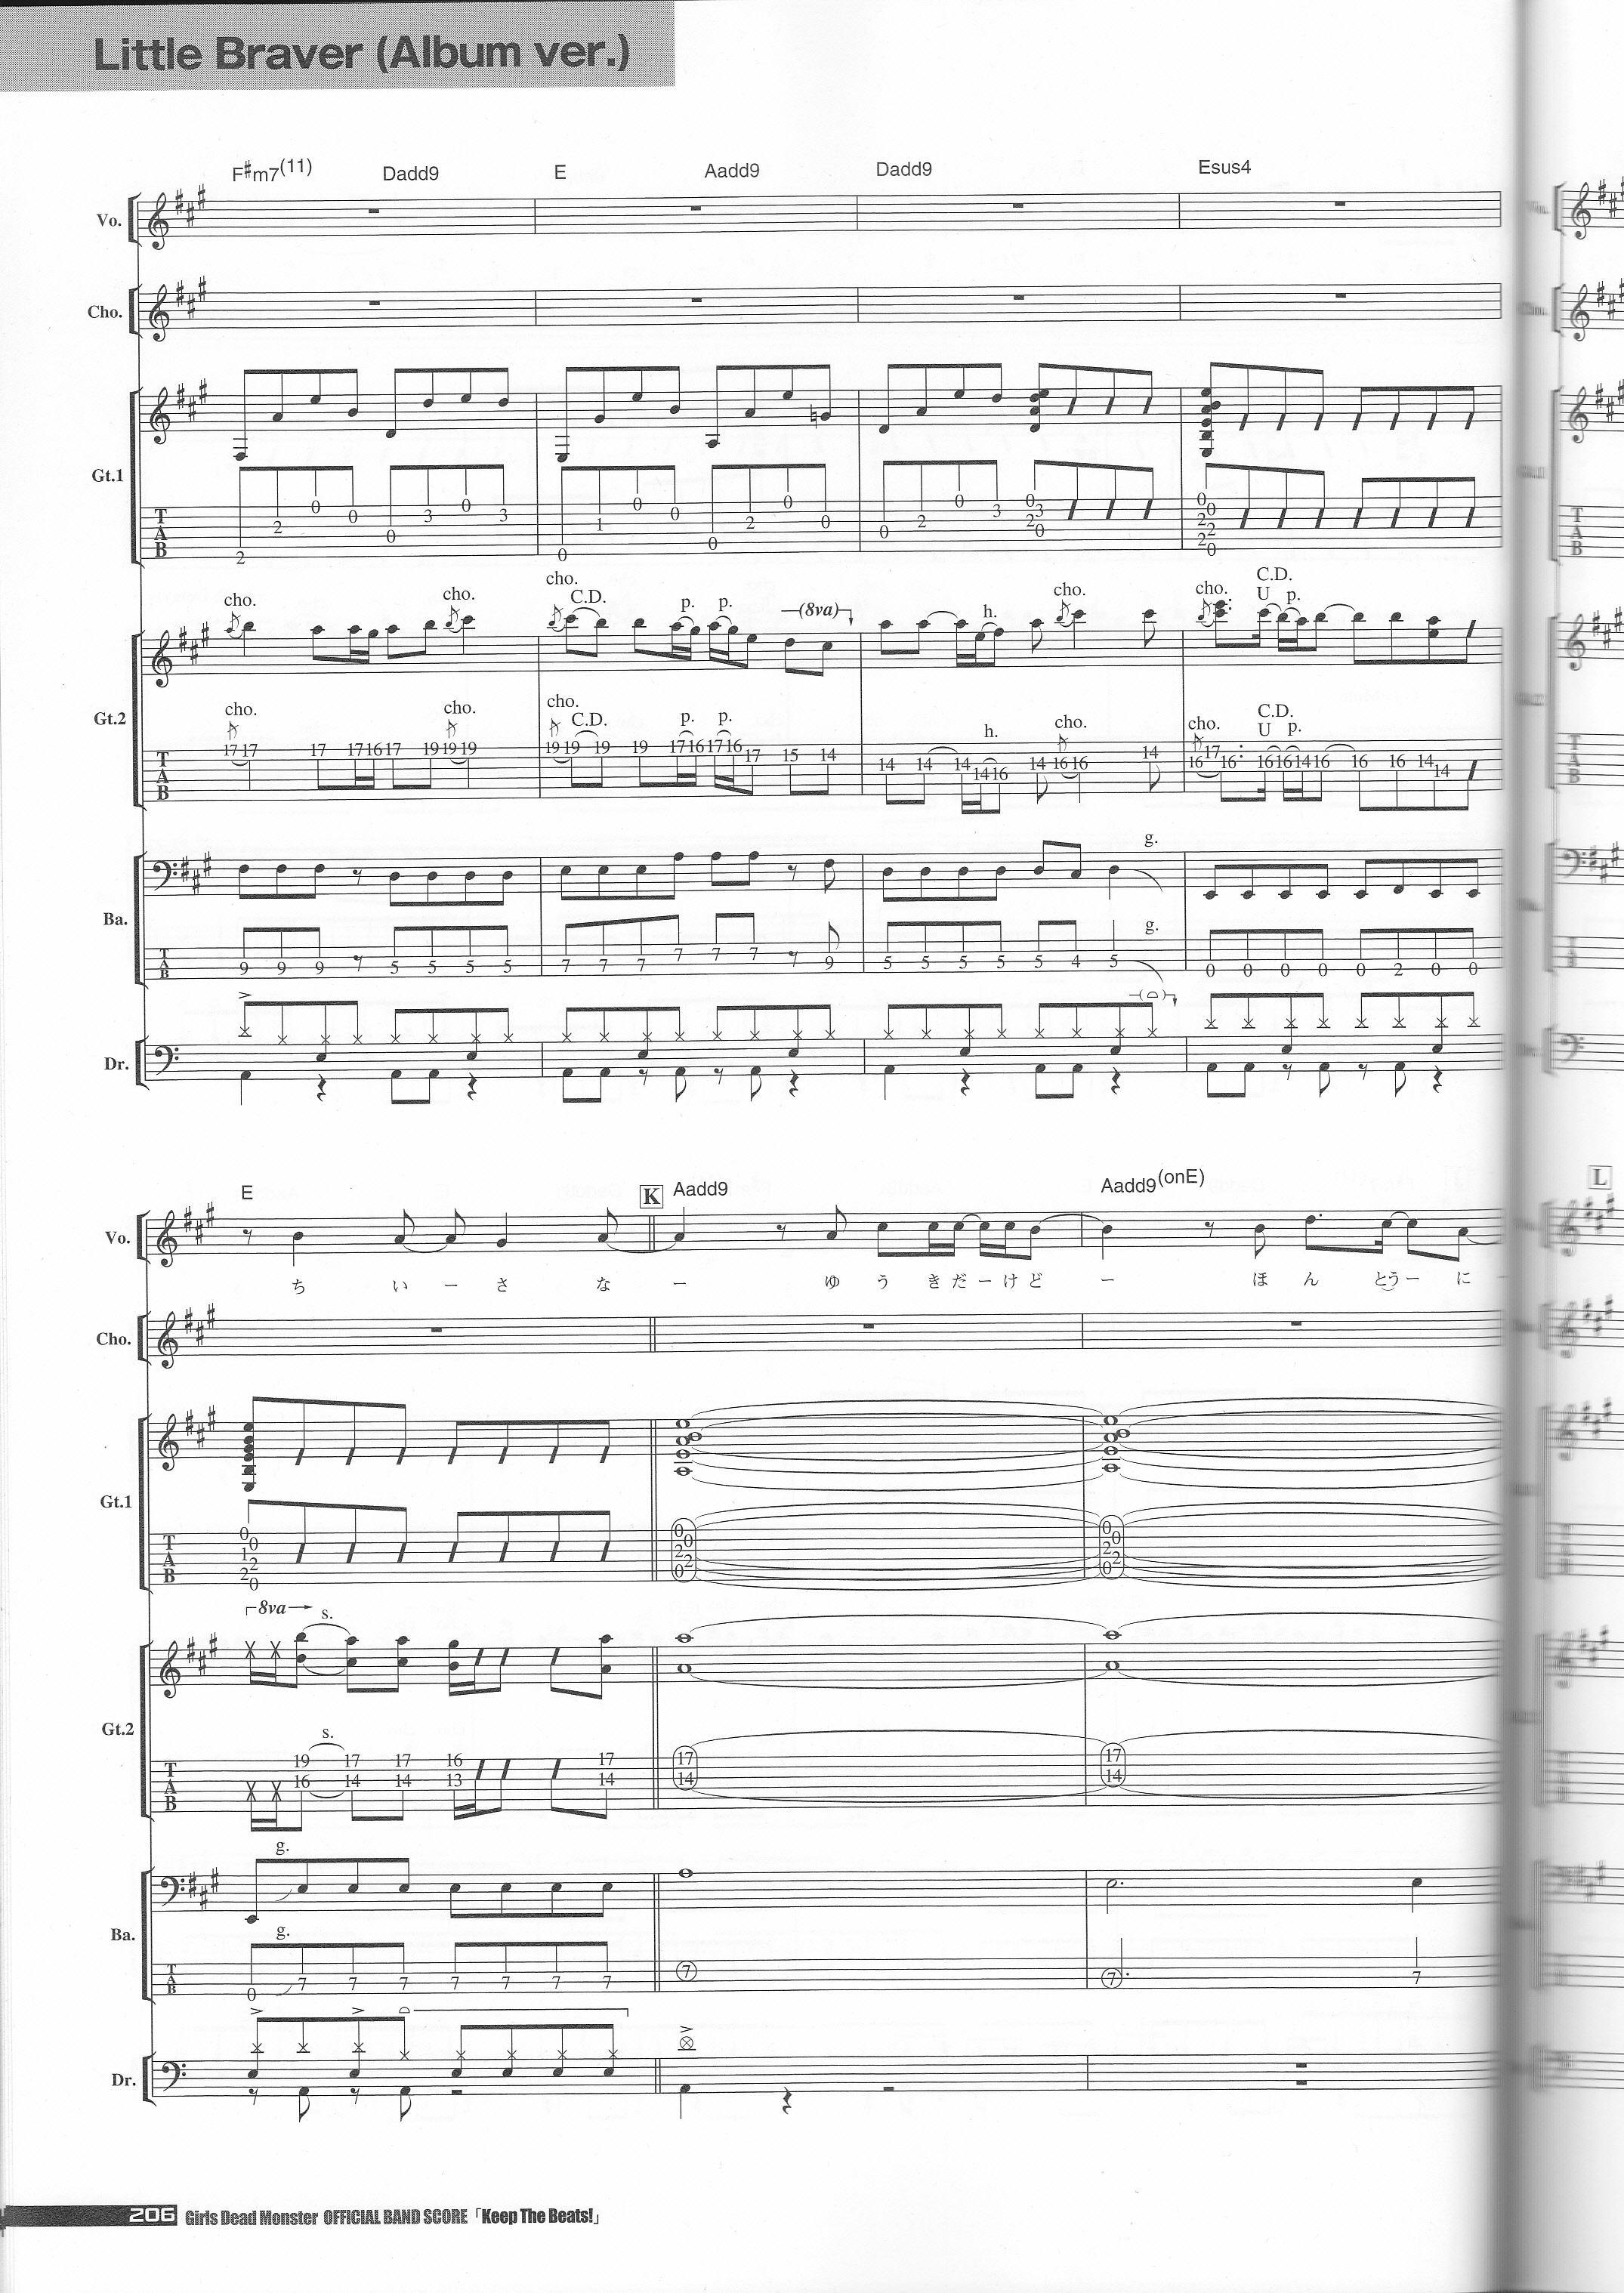 Little Braver (Album ver.)
F#m7(11) Dadd9 E Aadd9 Dadd9 Esus4
Vo.
Cho.
Gt.1
T A B
2 2 0 0 0 3 0 3 0 1 0 0 0 2 0 0 0 2 0 3 0 3 2 0 0 0 2 2 2 0
cho. cho. cho. C.D. p. p. (8va) h. cho. cho. C.D. U p.
Gt.2
cho. cho. cho. C.D. p. p. h. cho. cho. C.D. U p.
T A B
17 17 17 17 16 17 19 19 19 19 19 19 19 17 16 17 16 17 15 14 14 14 14 14 16 14 16 16 14 16 17 16 16 16 14 16 16 16 14 14
g.
Ba.
g.
T A B
9 9 9 5 5 5 5 7 7 7 7 7 7 9 5 5 5 5 5 4 5 0 0 0 0 0 2 0 0
Dr.
E K Aadd9 Aadd9(onE)
Vo.
ち い ー さ な ー ゆ う き だ ー け ど ー ほ ん とう ー に
Cho.
Gt.1
T A B
0 0 1 2 2 0 0 0 2 2 0 0 0 2 2 0
8va s.
Gt.2
s.
T A B
19 16 17 14 17 14 16 13 17 14 17 14 17 14
g.
Ba.
g.
T A B
0 7 7 7 7 7 7 7 7 7 7
Dr.
L
206 Girls Dead Monster OFFICIAL BAND SCORE「Keep The Beats!」